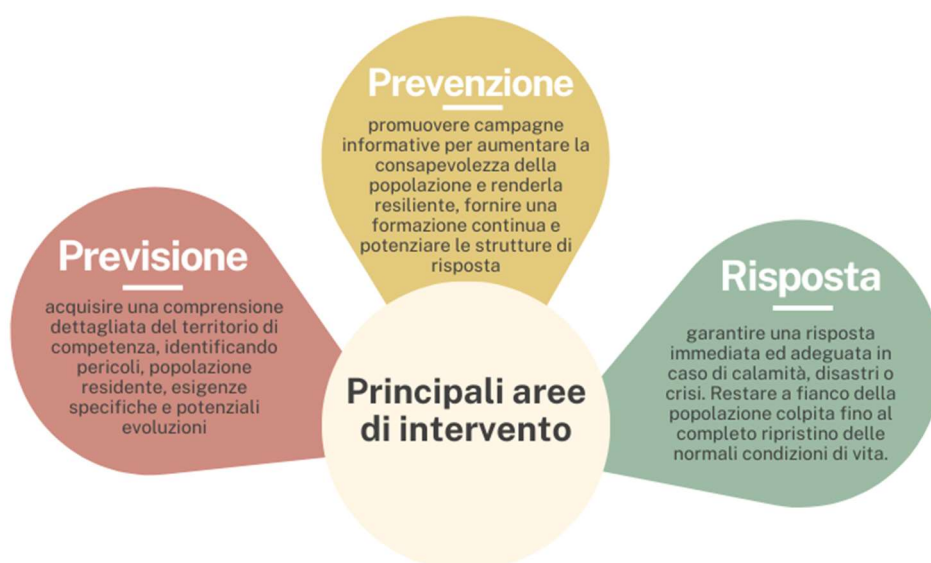 Prevenzione
promuovere campagne
informative per aumentare la
consapevolezza della
popolazione e renderla
resiliente, fornire una
formazione continua e
potenziare le strutture di
risposta
Previsione
acquisire una comprensione
dettagliata del territorio di
competenza, identificando
pericoli, popolazione
residente, esigenze
specifiche e potenziali
evoluzioni
Risposta
garantire una risposta
immediata ed adeguata in
caso di calamità, disastri o
crisi. Restare a fianco della
popolazione colpita fino al
completo ripristino delle
normali condizioni di vita.
Principali aree
di intervento